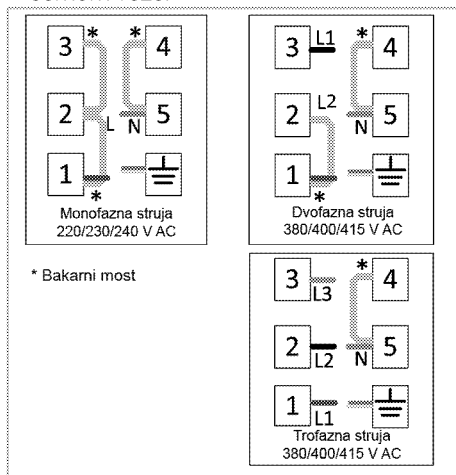 3 * * 4
2 L N 5
1 *
Monofazna struja
220/230/240 V AC
3 L1 * 4
2 L2 N 5
1 *
Dvofazna struja
380/400/415 V AC
* Bakarni most
3 L3 * 4
2 L2 N 5
1 L1
Trofazna struja
380/400/415 V AC